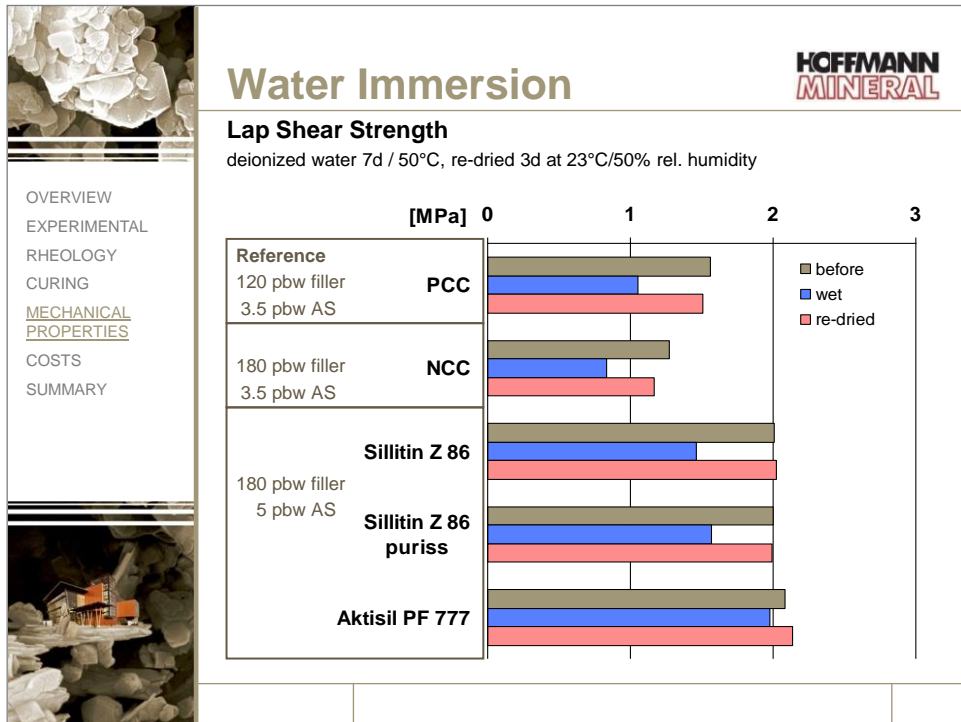 Water Immersion
HOFFMANN
MINERAL
Lap Shear Strength
deionized water 7d / 50°C, re-dried 3d at 23°C/50% rel. humidity
OVERVIEW
EXPERIMENTAL
RHEOLOGY
CURING
MECHANICAL
PROPERTIES
COSTS
SUMMARY
[MPa] 0 1 2 3
Reference
120 pbw filler
3.5 pbw AS
PCC
180 pbw filler
3.5 pbw AS
NCC
180 pbw filler
5 pbw AS
Sillitin Z 86
Sillitin Z 86
puriss
Aktisil PF 777
before
wet
re-dried